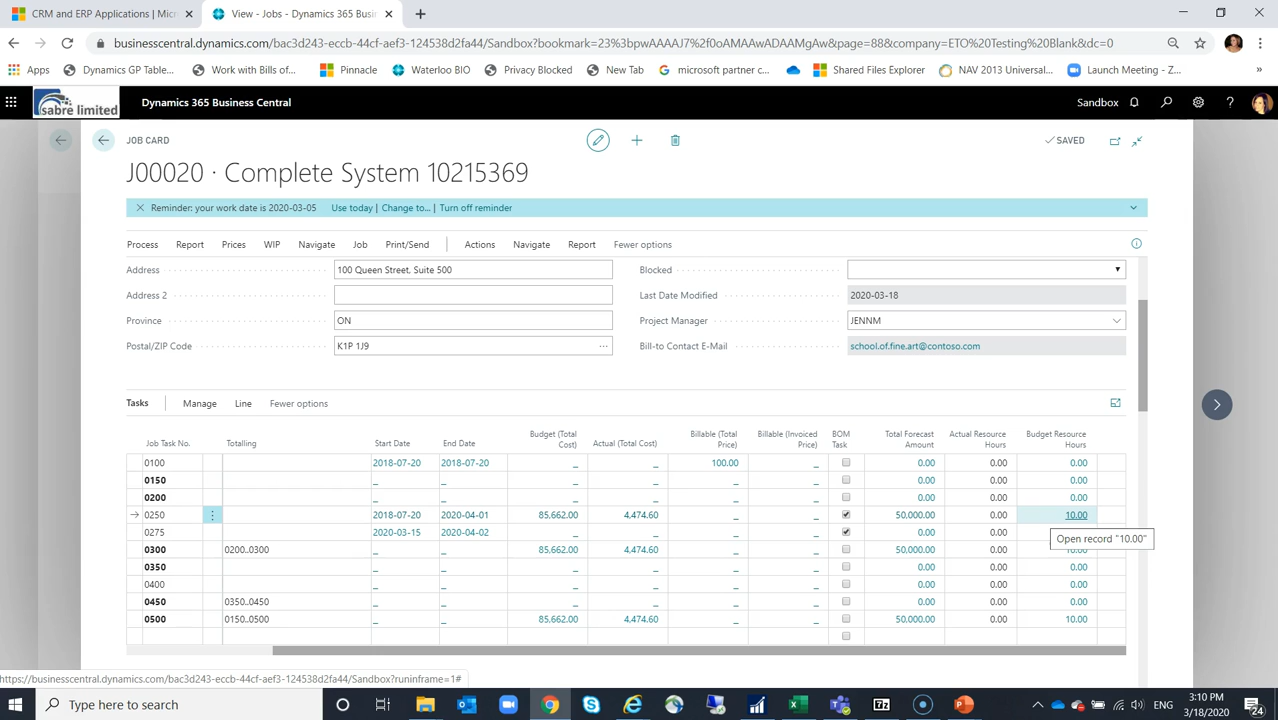 CRM and ERP Applications | Mic
View - Jobs - Dynamics 365 Busin
businesscentral.dynamics.com/bac3d243-eccb-44cf-aef3-124538d2fa44/Sandbox?bookmark=23%3bpwAAAAJ7%2f0oAMAAwADAAMgAw&page=88&company=ETO%20Testing%20Blank&dc=0
Apps Dynamics GP Table... Work with Bills of... Pinnacle Waterloo BIO Privacy Blocked New Tab microsoft partner c... Shared Files Explorer NAV 2013 Universal... Launch Meeting - Z... »
sabre limited Dynamics 365 Business Central Sandbox ?
JOB CARD SAVED
J00020 · Complete System 10215369
Reminder: your work date is 2020-03-05 Use today | Change to... | Turn off reminder
Process Report Prices WIP Navigate Job Print/Send Actions Navigate Report Fewer options
Address 100 Queen Street, Suite 500 Blocked
Address 2 Last Date Modified 2020-03-18
Province ON Project Manager JENNM
Postal/ZIP Code K1P 1J9 ... Bill-to Contact E-Mail school.of.fine.art@contoso.com
Tasks Manage Line Fewer options
Budget (Total Billable (Total Billable (Invoiced BOM Total Forecast Actual Resource Budget Resource
Job Task No. Totalling Start Date End Date Cost) Actual (Total Cost) Price) Price) Task Amount Hours Hours
0100 2018-07-20 2018-07-20 _ _ 100.00 _ 0.00 0.00 0.00
0150 _ _ _ _ _ _ 0.00 0.00 0.00
0200 _ _ _ _ _ _ 0.00 0.00 0.00
0250 2018-07-20 2020-04-01 85,662.00 4,474.60 _ _ 50,000.00 0.00 10.00
0275 2020-03-15 2020-04-02 _ _ _ _ 0.00 0.00
Open record "10.00"
0300 0200..0300 _ _ 85,662.00 4,474.60 _ _ 50,000.00 0.00 10.00
0350 _ _ _ _ _ _ 0.00 0.00 0.00
0400 _ _ _ _ _ _ 0.00 0.00 0.00
0450 0350..0450 _ _ _ _ _ _ 0.00 0.00 0.00
0500 0150..0500 _ _ 85,662.00 4,474.60 _ _ 50,000.00 0.00 10.00
https://businesscentral.dynamics.com/bac3d243-eccb-44cf-aef3-124538d2fa44/Sandbox?runinframe=1#
Type here to search
ENG
3:10 PM
3/18/2020
24